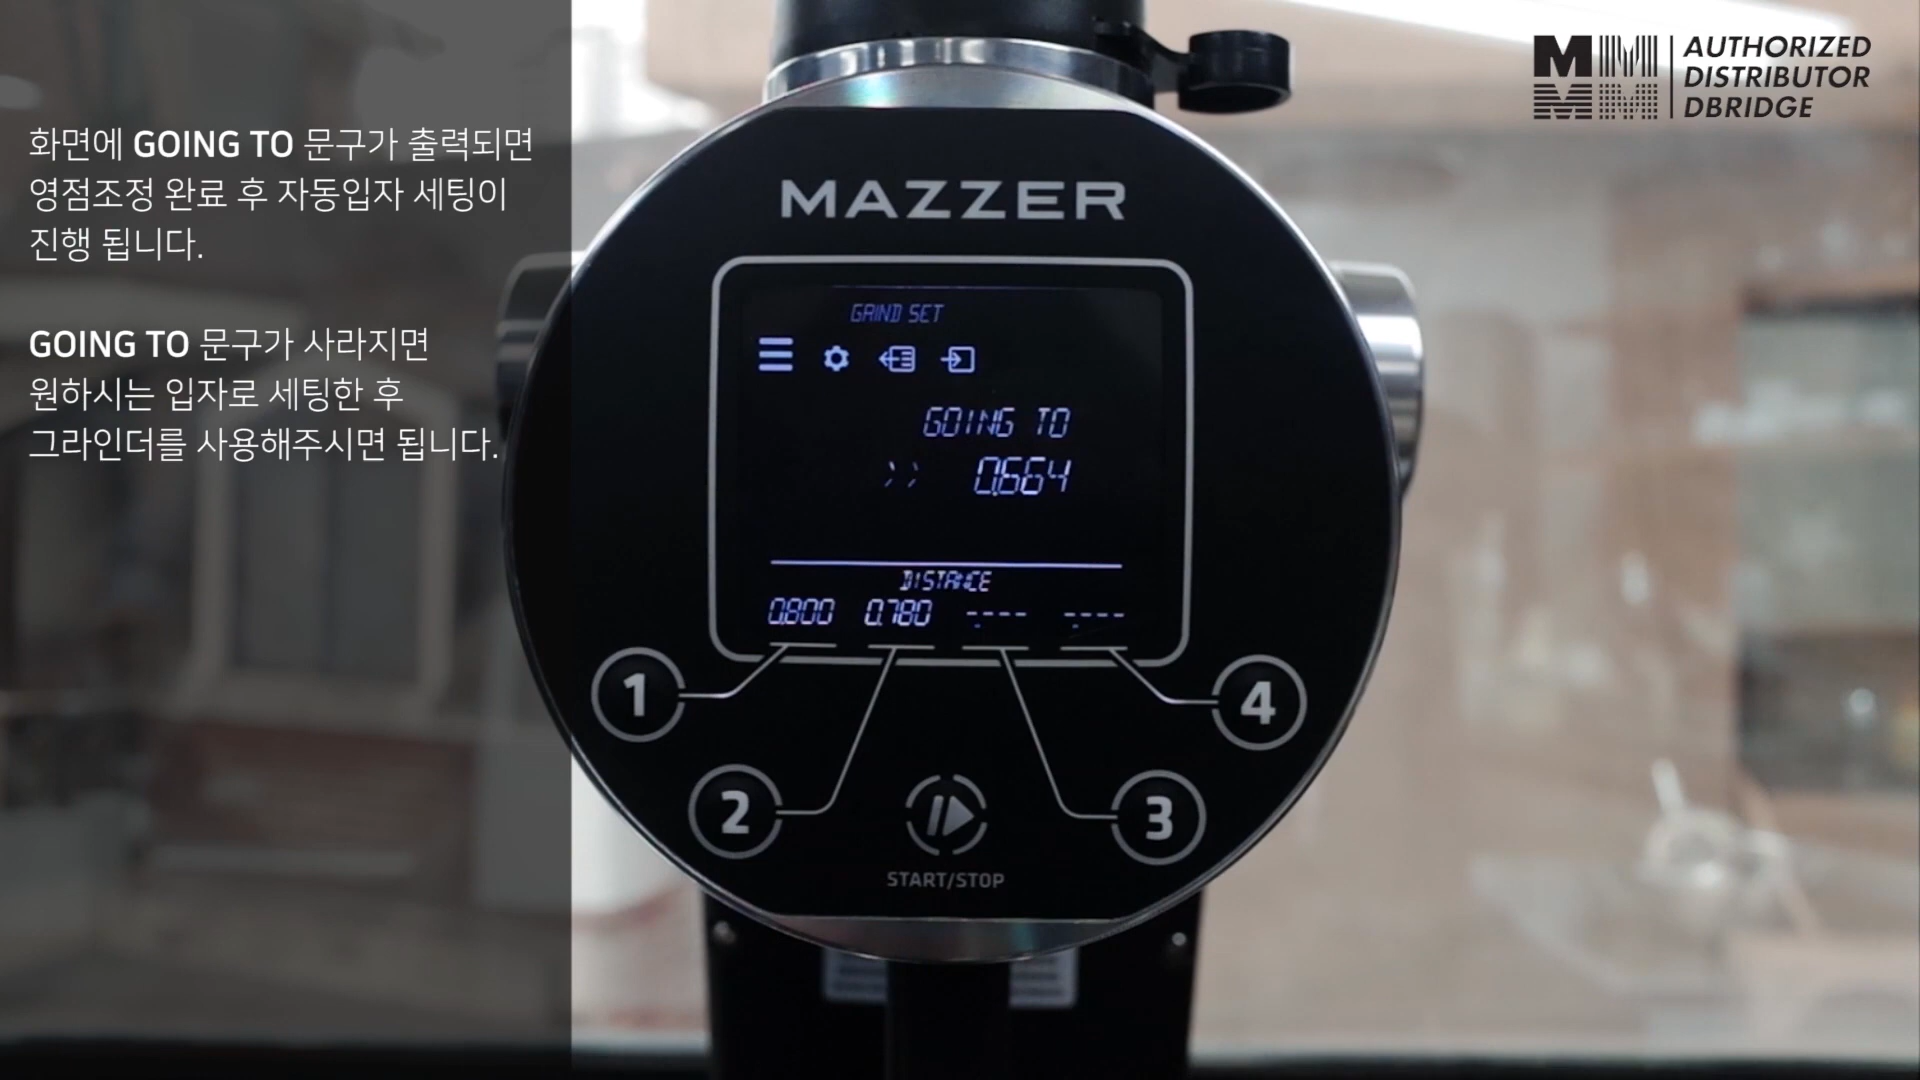 화면에 GOING TO 문구가 출력되면
영점조정 완료 후 자동입자 세팅이
진행 됩니다.
GOING TO 문구가 사라지면
원하시는 입자로 세팅한 후
그라인더를 사용해주시면 됩니다.
AUTHORIZED
DISTRIBUTOR
DBRIDGE
MAZZER
GRIND SET
GOING TO
0.664
DISTANCE
0.800 0.780 -.--- -.---
1
2
3
4
START/STOP